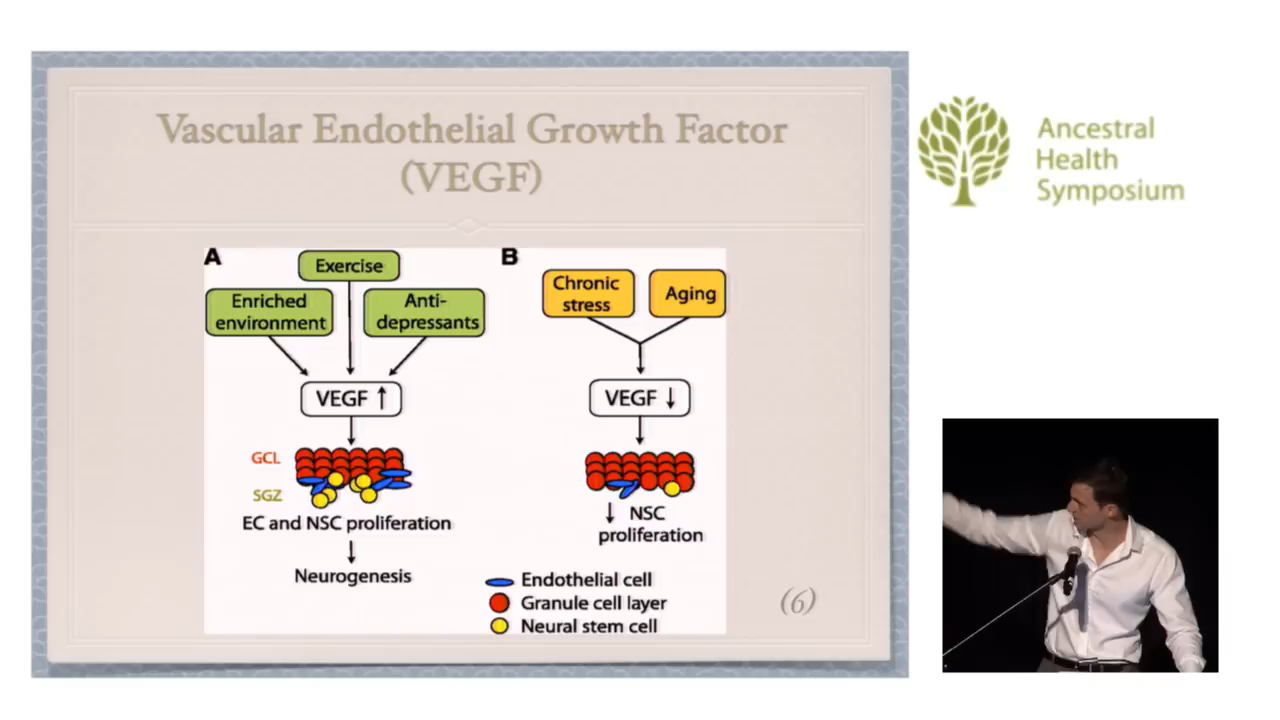 Vascular Endothelial Growth Factor
(VEGF)
Ancestral
Health
Symposium
A
Exercise
Enriched
environment
Anti-
depressants
VEGF ↑
GCL
SGZ
EC and NSC proliferation
Neurogenesis
B
Chronic
stress
Aging
VEGF ↓
↓ NSC
proliferation
Endothelial cell
Granule cell layer
Neural stem cell
(6)